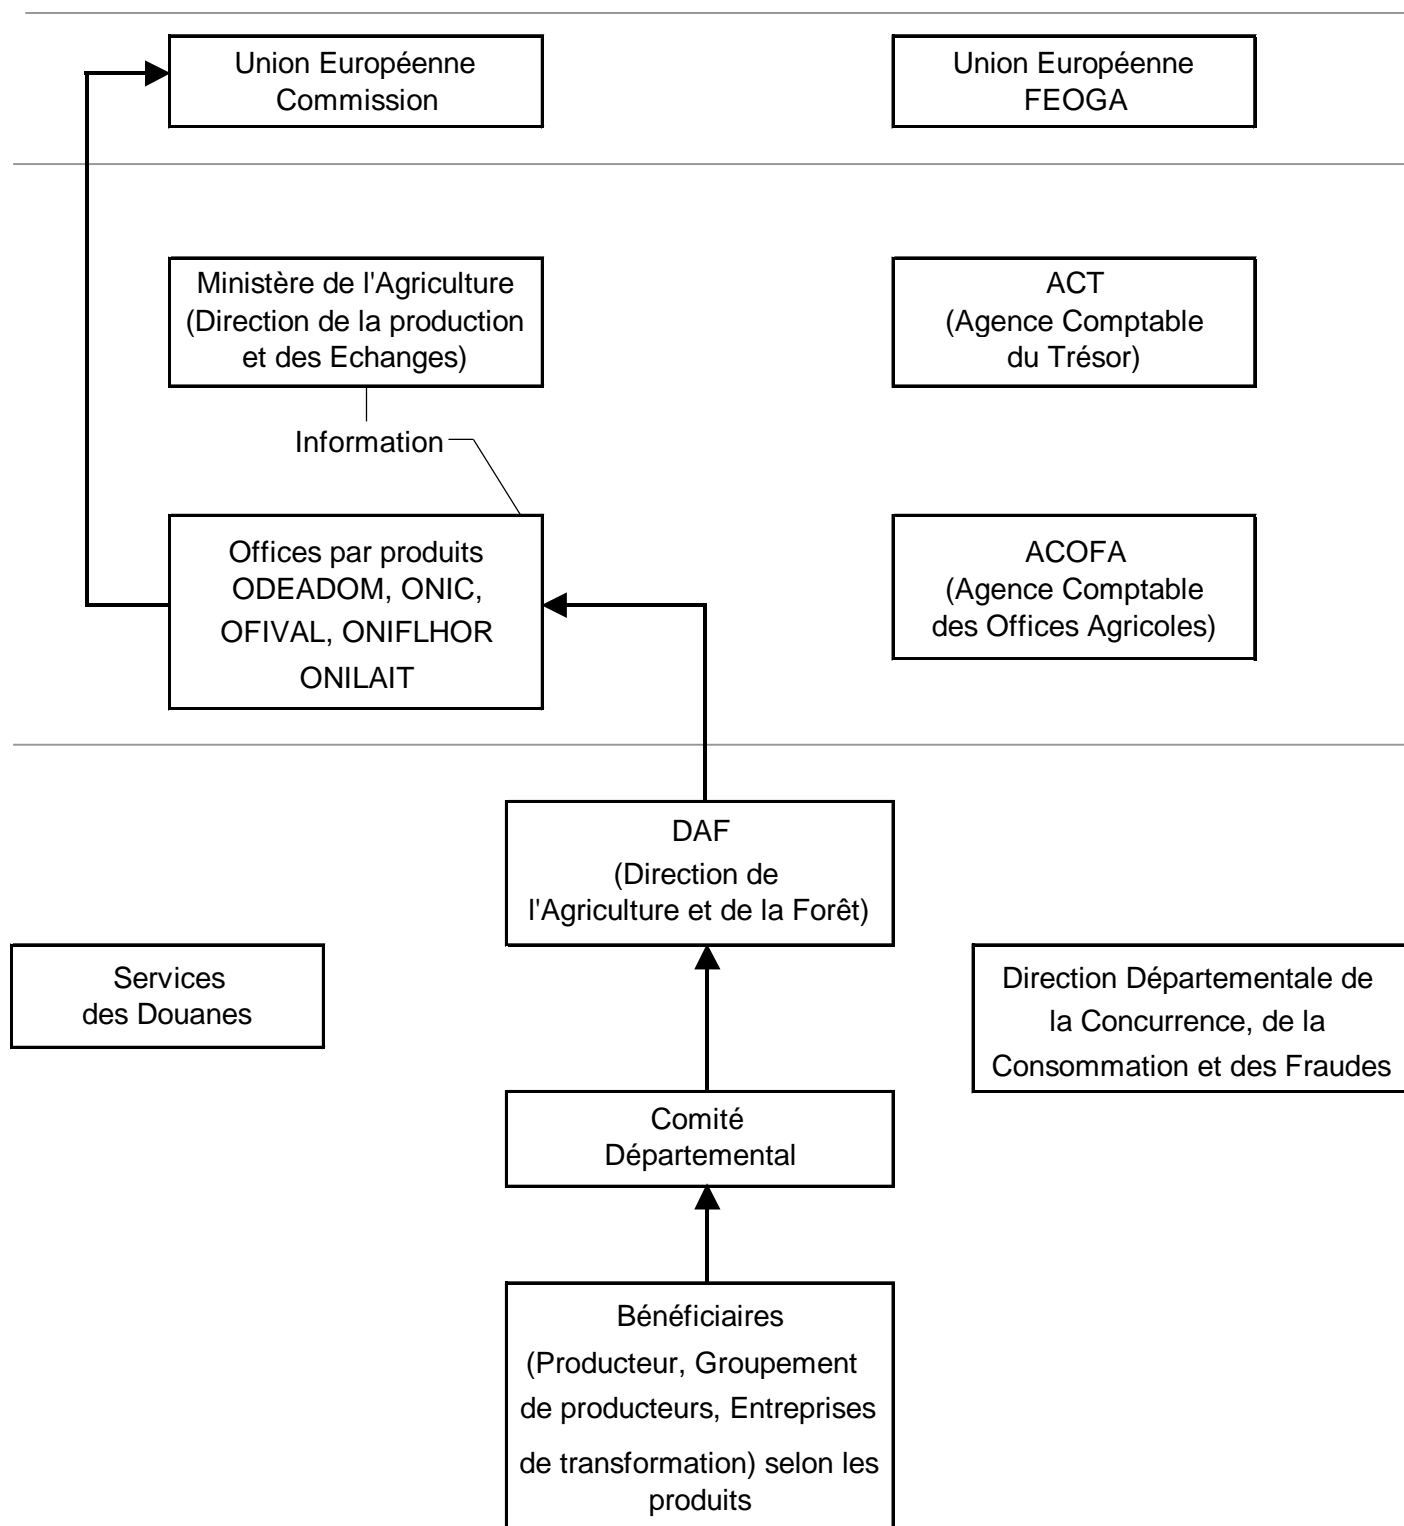 Union Européenne
Commission
Union Européenne
FEOGA
Ministère de l'Agriculture
(Direction de la production
et des Echanges)
ACT
(Agence Comptable
du Trésor)
Information
Offices par produits
ODEADOM, ONIC,
OFIVAL, ONIFLHOR
ONILAIT
ACOFA
(Agence Comptable
des Offices Agricoles)
DAF
(Direction de
l'Agriculture et de la Forêt)
Services
des Douanes
Direction Départementale de
la Concurrence, de la
Consommation et des Fraudes
Comité
Départemental
Bénéficiaires
(Producteur, Groupement
de producteurs, Entreprises
de transformation) selon les
produits